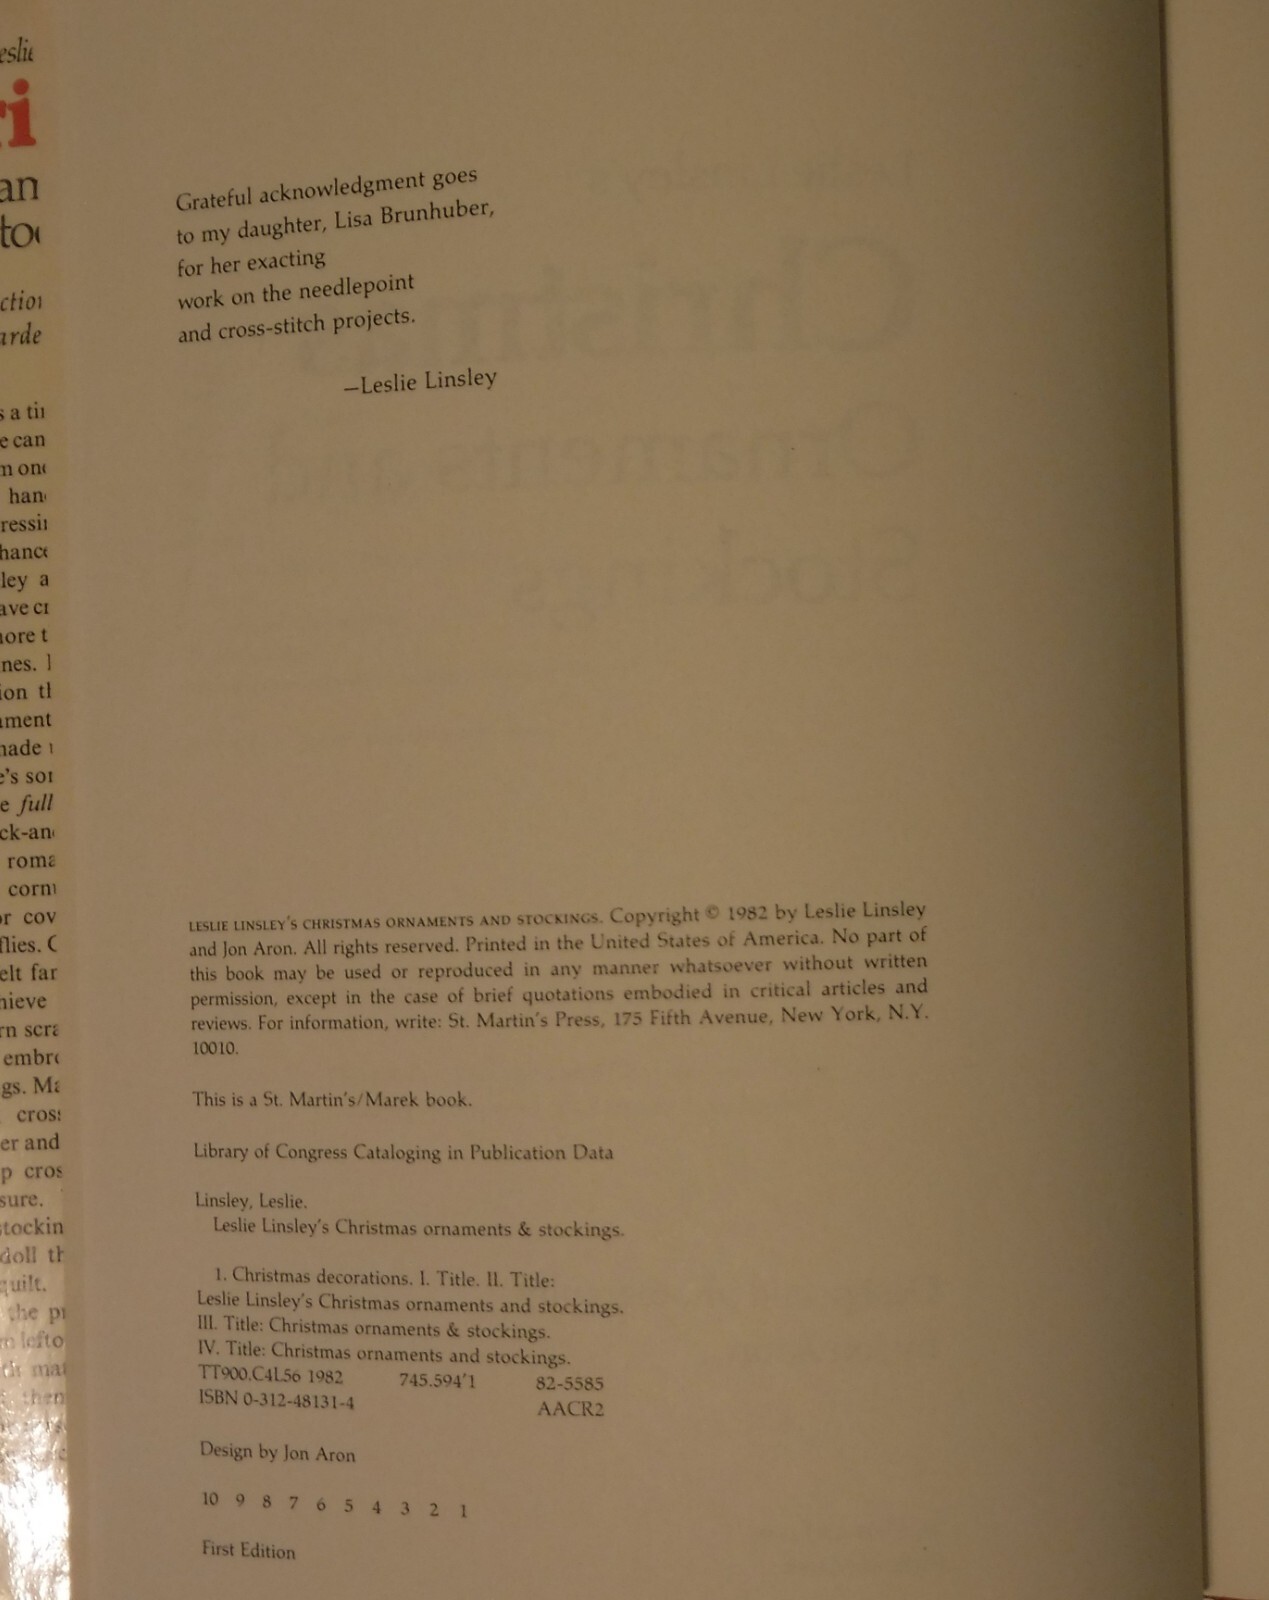 Grateful acknowledgment goes
to my daughter, Lisa Brunhuber,
for her exacting
work on the needlepoint
and cross-stitch projects.
—Leslie Linsley
LESLIE LINSLEY'S CHRISTMAS ORNAMENTS AND STOCKINGS. Copyright © 1982 by Leslie Linsley
and Jon Aron. All rights reserved. Printed in the United States of America. No part of
this book may be used or reproduced in any manner whatsoever without written
permission, except in the case of brief quotations embodied in critical articles and
reviews. For information, write: St. Martin's Press, 175 Fifth Avenue, New York, N.Y.
10010.
This is a St. Martin's/Marek book.
Library of Congress Cataloging in Publication Data
Linsley, Leslie.
Leslie Linsley's Christmas ornaments & stockings.
1. Christmas decorations. I. Title. II. Title:
Leslie Linsley's Christmas ornaments and stockings.
III. Title: Christmas ornaments & stockings.
IV. Title: Christmas ornaments and stockings.
TT900.C4L56 1982 745.594'1 82-5585
ISBN 0-312-48131-4 AACR2
Design by Jon Aron
10 9 8 7 6 5 4 3 2 1
First Edition